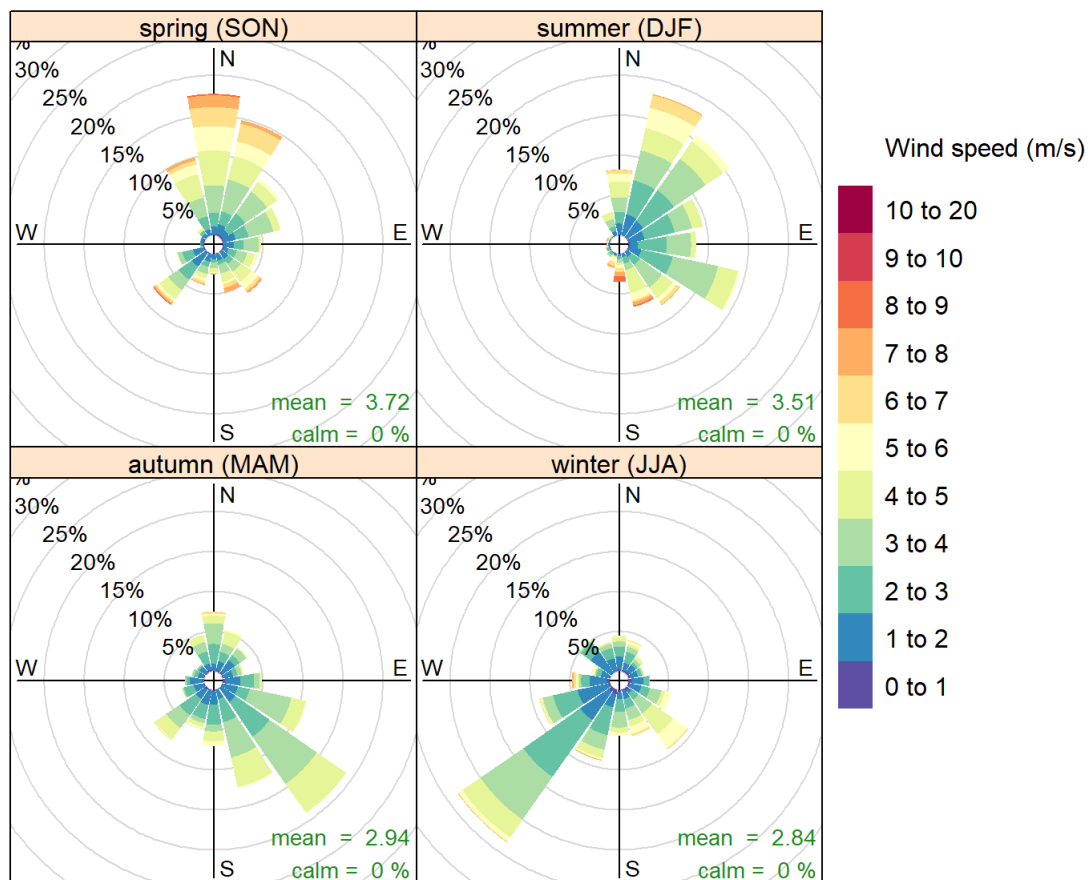 spring (SON)
%
30%
25%
20%
15%
10%
5%
N
W
E
S
mean = 3.72
calm = 0 %
summer (DJF)
%
30%
25%
20%
15%
10%
5%
N
W
E
S
mean = 3.51
calm = 0 %
autumn (MAM)
%
30%
25%
20%
15%
10%
5%
N
W
E
S
mean = 2.94
calm = 0 %
winter (JJA)
%
30%
25%
20%
15%
10%
5%
N
W
E
S
mean = 2.84
calm = 0 %
Wind speed (m/s)
10 to 20
9 to 10
8 to 9
7 to 8
6 to 7
5 to 6
4 to 5
3 to 4
2 to 3
1 to 2
0 to 1